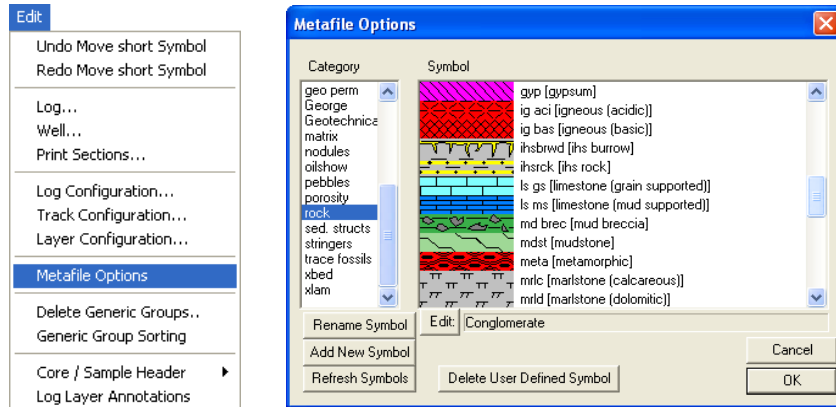 Edit
Undo Move short Symbol
Redo Move short Symbol
Log...
Well...
Print Sections...
Log Configuration...
Track Configuration...
Layer Configuration...
Metafile Options
Delete Generic Groups..
Generic Group Sorting
Core / Sample Header
Log Layer Annotations
Metafile Options
Category
Symbol
geo perm
George
Geotechnica
matrix
nodules
oilshow
pebbles
porosity
rock
sed. structs
stringers
trace fossils
xbed
xlam
gyp [gypsum]
ig aci [igneous (acidic)]
ig bas [igneous (basic)]
ihsbrwd [ihs burrow]
ihsrck [ihs rock]
ls gs [limestone (grain supported)]
ls ms [limestone (mud supported)]
md brec [mud breccia]
mdst [mudstone]
meta [metamorphic]
mrlc [marlstone (calcareous)]
mrld [marlstone (dolomitic)]
Rename Symbol
Edit:
Conglomerate
Add New Symbol
Cancel
Refresh Symbols
Delete User Defined Symbol
OK